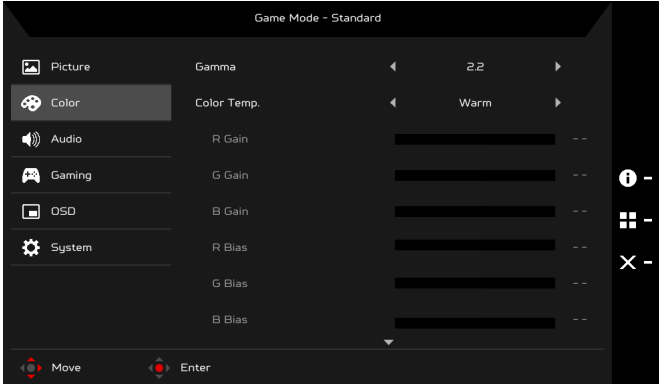 Game Mode - Standard
Picture
Gamma 2.2
Color
Color Temp. Warm
Audio
R Gain - -
Gaming
G Gain - -
OSD
B Gain - -
System
R Bias - -
G Bias - -
B Bias - -
Move Enter